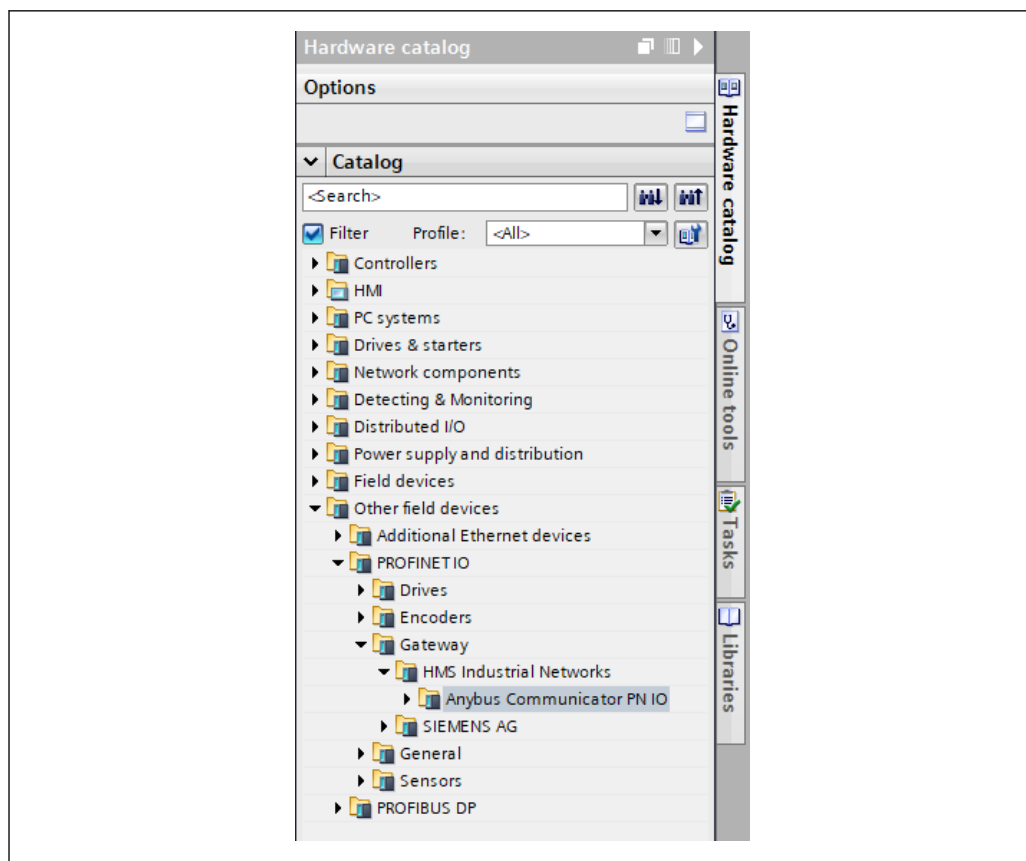 Hardware catalog
Options
Catalog
<Search>
Filter Profile: <All>
Controllers
HMI
PC systems
Drives & starters
Network components
Detecting & Monitoring
Distributed I/O
Power supply and distribution
Field devices
Other field devices
Additional Ethernet devices
PROFINET IO
Drives
Encoders
Gateway
HMS Industrial Networks
Anybus Communicator PN IO
SIEMENS AG
General
Sensors
PROFIBUS DP
Hardware catalog
Online tools
Tasks
Libraries